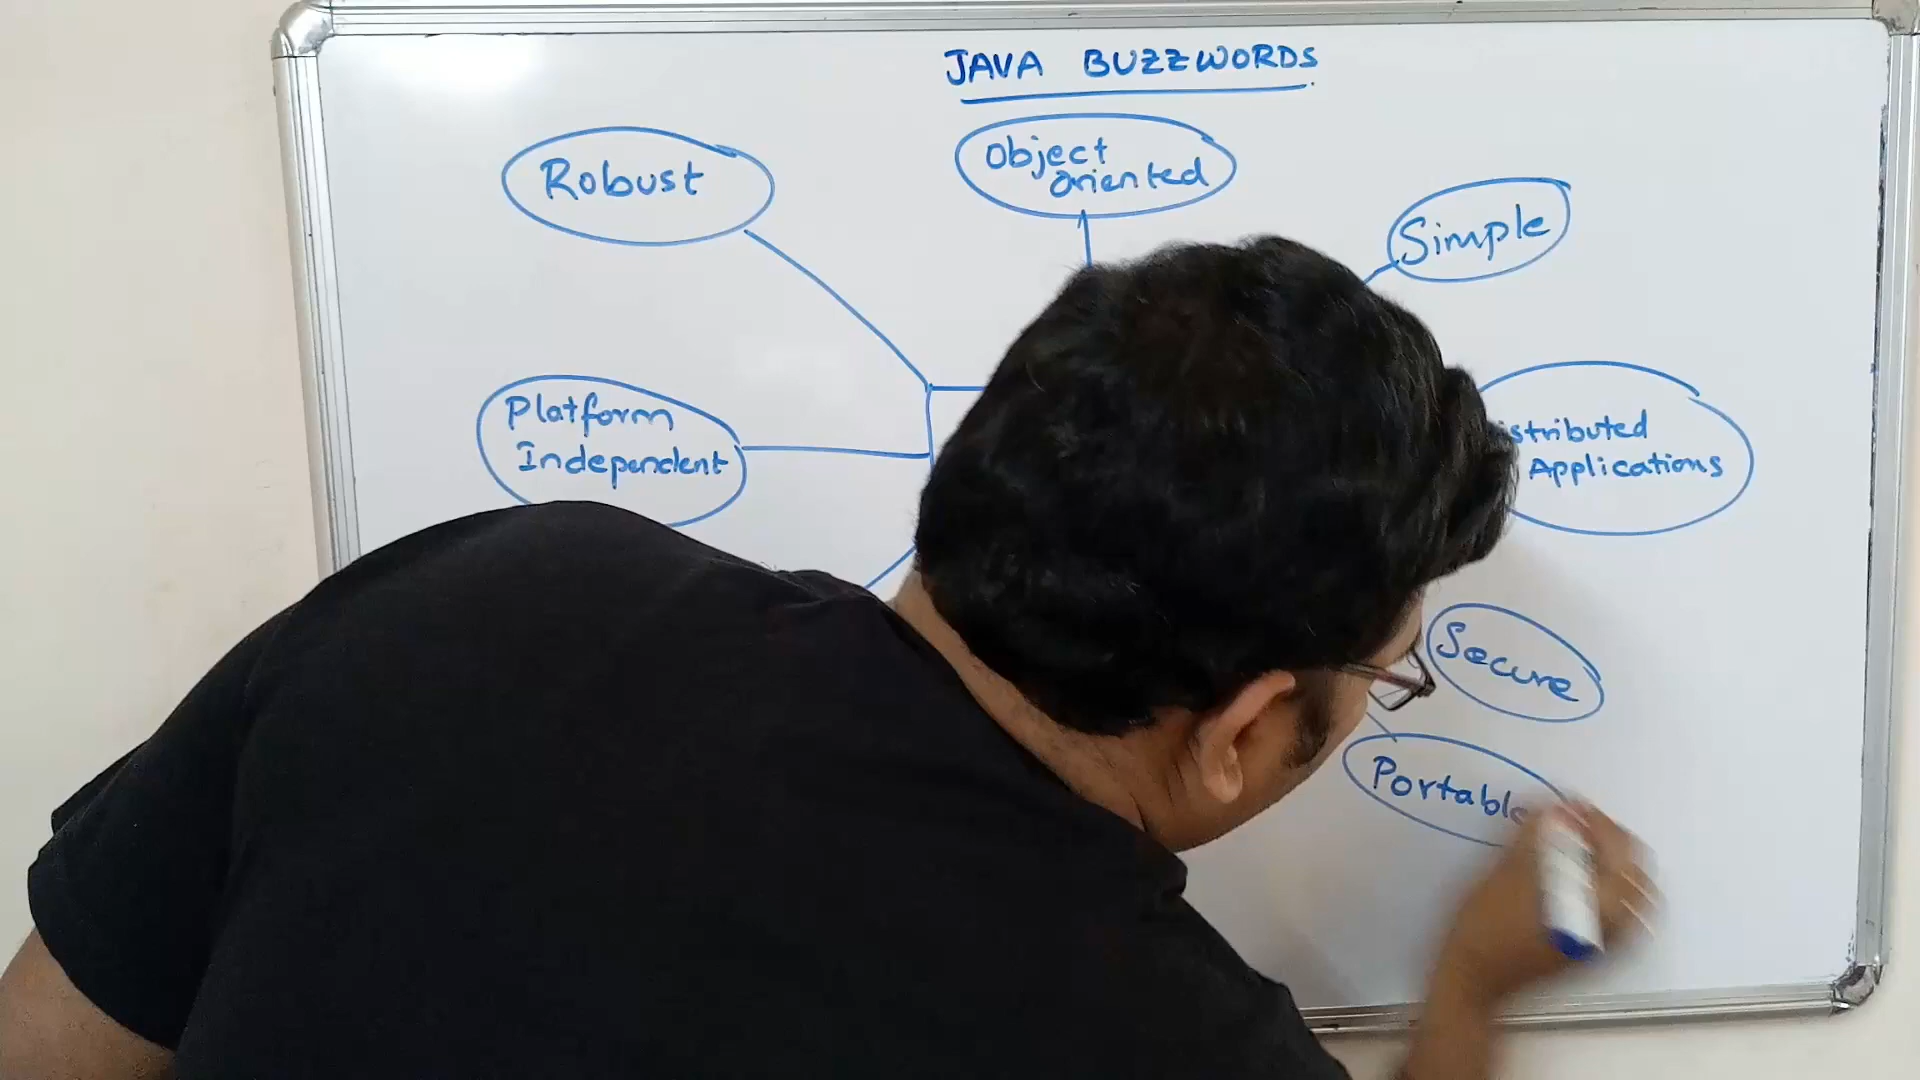 JAVA BUZZWORDS
Robust
Object
Oriented
Simple
Platform
Independent
istributed
Applications
Secure
Portable